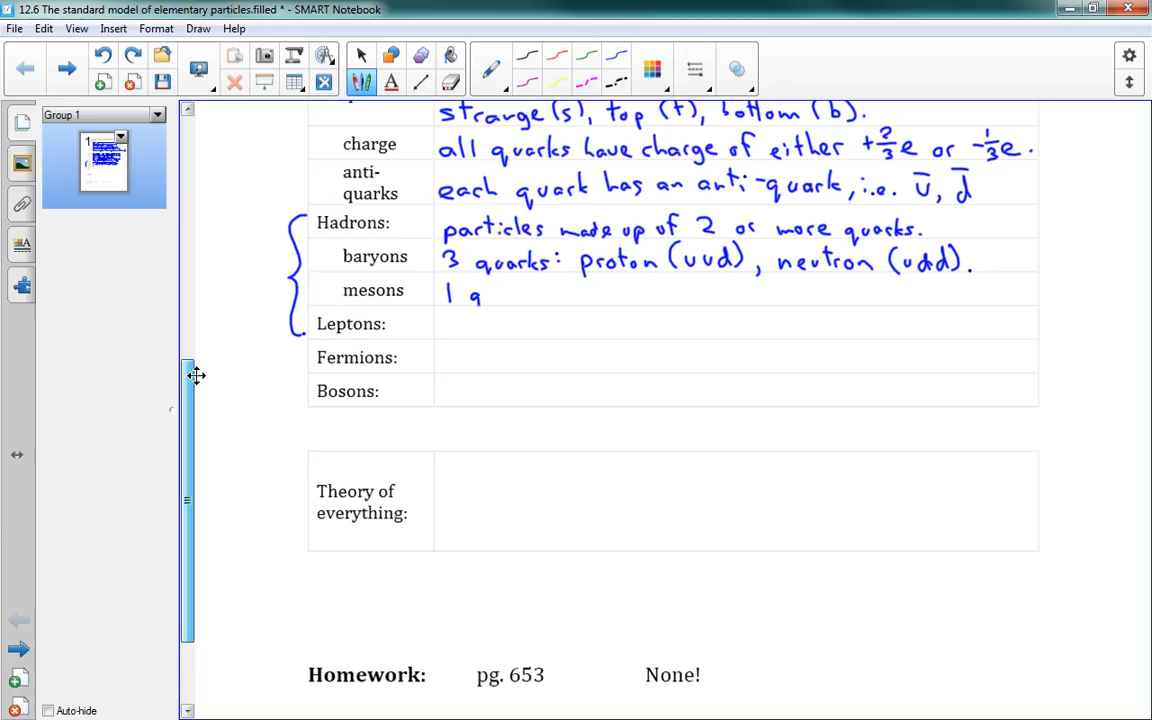 12.6 The standard model of elementary particles.filled * - SMART Notebook
File Edit View Insert Format Draw Help
Group 1
1
strange (s), top (t), bottom (b).
charge all quarks have charge of either +2/3e or -1/3e.
anti-
quarks each quark has an anti-quark, i.e. ū, d̄
Hadrons: particles made up of 2 or more quarks.
baryons 3 quarks: proton (uud), neutron (udd).
mesons 1 q
Leptons:
Fermions:
Bosons:
Theory of
everything:
Homework: pg. 653 None!
Auto-hide